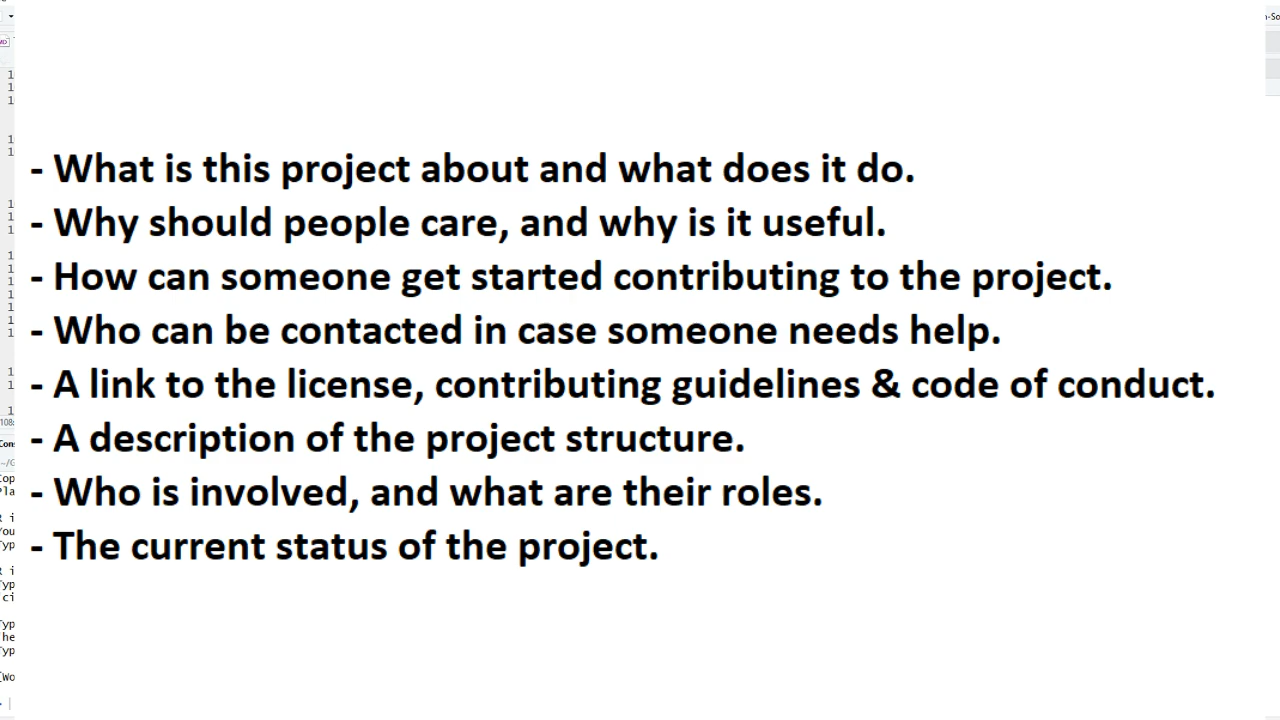 - What is this project about and what does it do.
- Why should people care, and why is it useful.
- How can someone get started contributing to the project.
- Who can be contacted in case someone needs help.
- A link to the license, contributing guidelines & code of conduct.
- A description of the project structure.
- Who is involved, and what are their roles.
- The current status of the project.